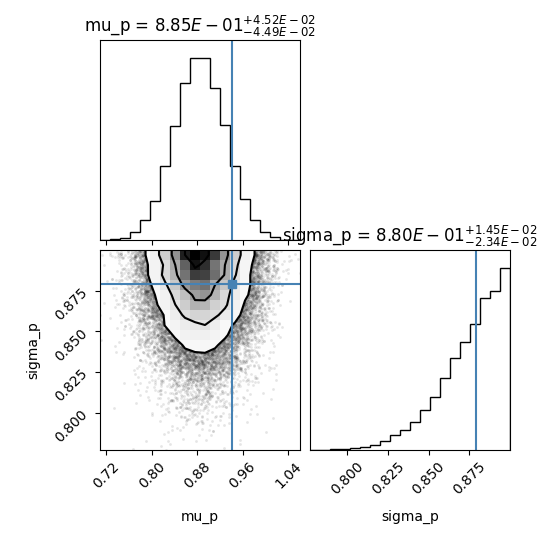 mu_p = 8.85E − 01+4.52E − 02 −4.49E − 02
sigma_p = 8.80E − 01+1.45E − 02 −2.34E − 02
0.875
0.850
0.825
0.800
sigma_p
0.72 0.80 0.88 0.96 1.04
mu_p
0.800 0.825 0.850 0.875
sigma_p